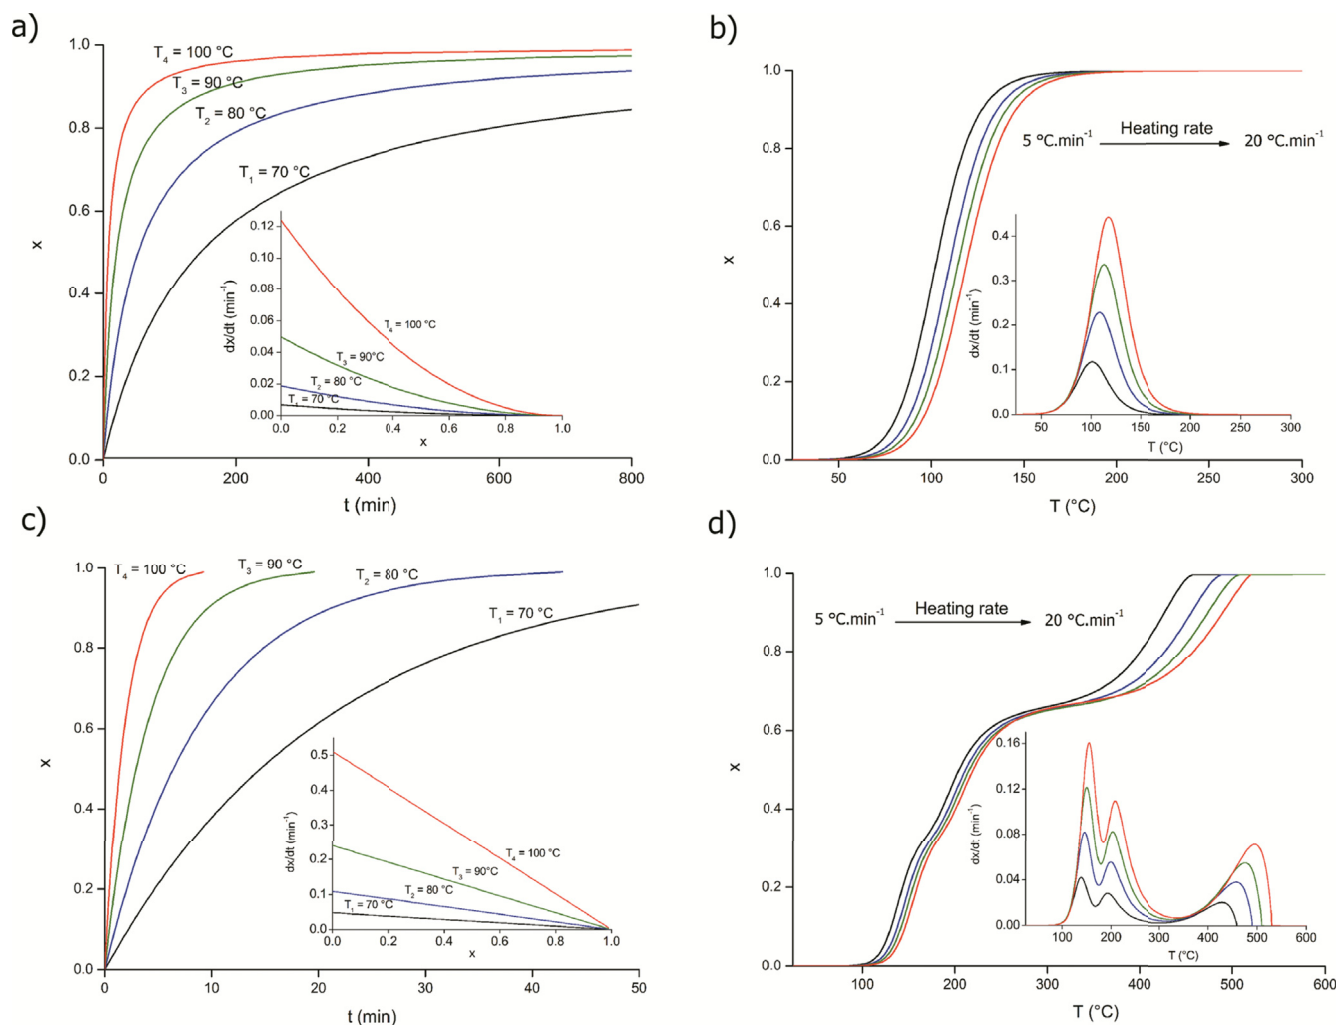 a)
1.0
0.8
0.6
0.4
0.2
0.0
x
T4 = 100 °C
T3 = 90 °C
T2 = 80 °C
T1 = 70 °C
0 200 400 600 800
t (min)
0.12
0.10
0.08
0.06
0.04
0.02
0.00
dx/dt (min-1)
T4 = 100 °C
T3 = 90°C
T2 = 80 °C
T1 = 70 °C
0.0 0.2 0.4 0.6 0.8 1.0
x
b)
1.0
0.8
0.6
0.4
0.2
0.0
x
Heating rate
5 °C.min-1 20 °C.min-1
50 100 150 200 250 300
T (°C)
0.4
0.3
0.2
0.1
0.0
dx/dt (min-1)
50 100 150 200 250 300
T (°C)
c)
1.0
0.8
0.6
0.4
0.2
0.0
x
T4 = 100 °C
T3 = 90 °C
T2 = 80 °C
T1 = 70 °C
0 10 20 30 40 50
t (min)
0.5
0.4
0.3
0.2
0.1
0.0
dx/dt (min-1)
T4 = 100 °C
T3 = 90°C
T2 = 80 °C
T1 = 70 °C
0.0 0.2 0.4 0.6 0.8 1.0
x
d)
1.0
0.8
0.6
0.4
0.2
0.0
x
Heating rate
5 °C.min-1 20 °C.min-1
100 200 300 400 500 600
T (°C)
0.16
0.12
0.08
0.04
0.00
dx/dt (min-1)
100 200 300 400 500 600
T (°C)